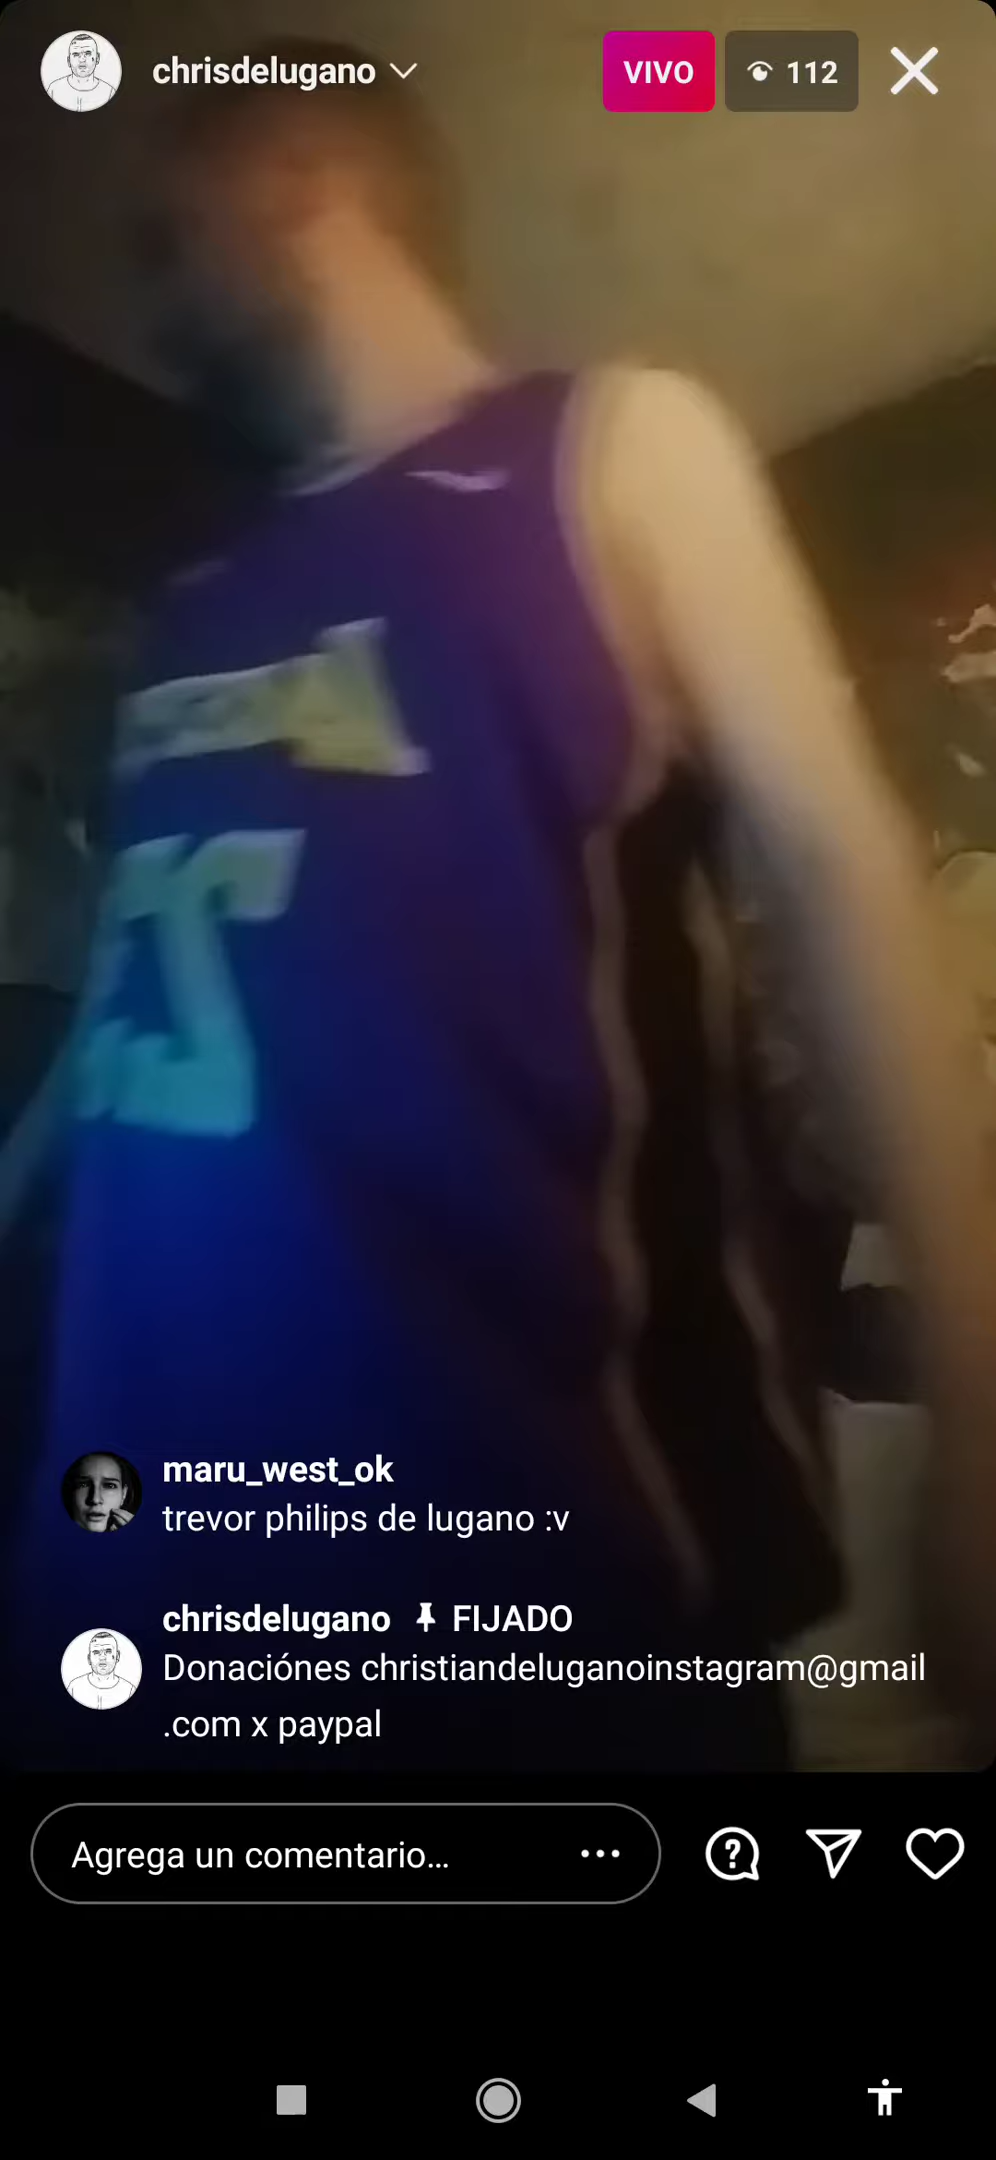 chrisdelugano
VIVO
112
maru_west_ok
trevor philips de lugano :v
chrisdelugano FIJADO
Donaciónes christiandeluganoinstagram@gmail
.com x paypal
Agrega un comentario...